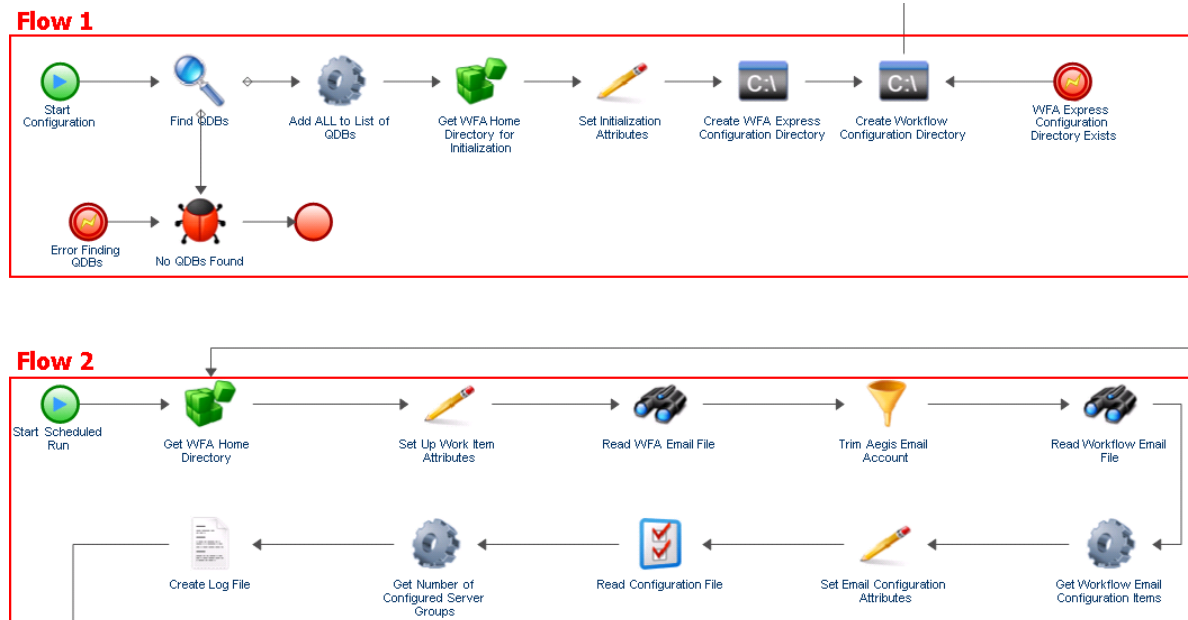 Flow 1
C:\
C:\
Start
Configuration
Find QDBs
Add ALL to List of
QDBs
Get WFA Home
Directory for
Initialization
Set Initialization
Attributes
Create WFA Express
Configuration Directory
Create Workflow
Configuration Directory
WFA Express
Configuration
Directory Exists
Error Finding
QDBs
No QDBs Found
Flow 2
Start Scheduled
Run
Get WFA Home
Directory
Set Up Work Item
Attributes
Read WFA Email File
Trim Aegis Email
Account
Read Workflow Email
File
Create Log File
Get Number of
Configured Server
Groups
Read Configuration File
Set Email Configuration
Attributes
Get Workflow Email
Configuration Items